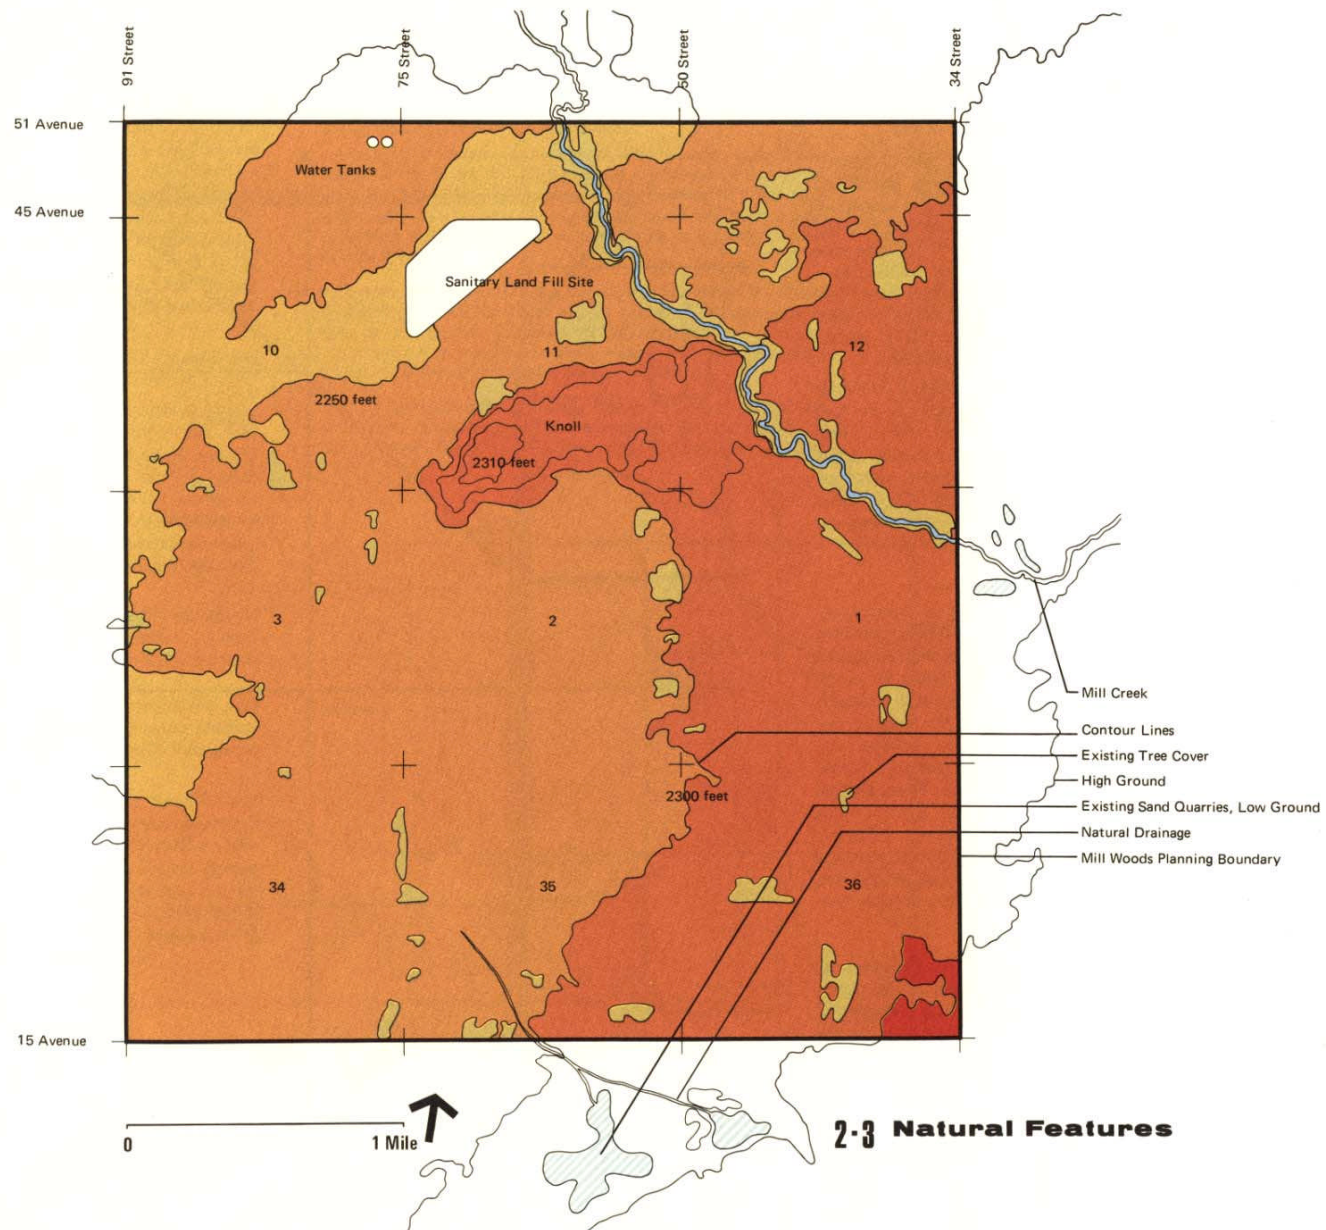 91 Street
75 Street
50 Street
34 Street
51 Avenue
Water Tanks
45 Avenue
Sanitary Land Fill Site
10
11
12
2250 feet
Knoll
2310 feet
3
2
1
Mill Creek
Contour Lines
Existing Tree Cover
High Ground
2300 feet
Existing Sand Quarries, Low Ground
Natural Drainage
Mill Woods Planning Boundary
34
35
36
15 Avenue
0
1 Mile
2·3 Natural Features